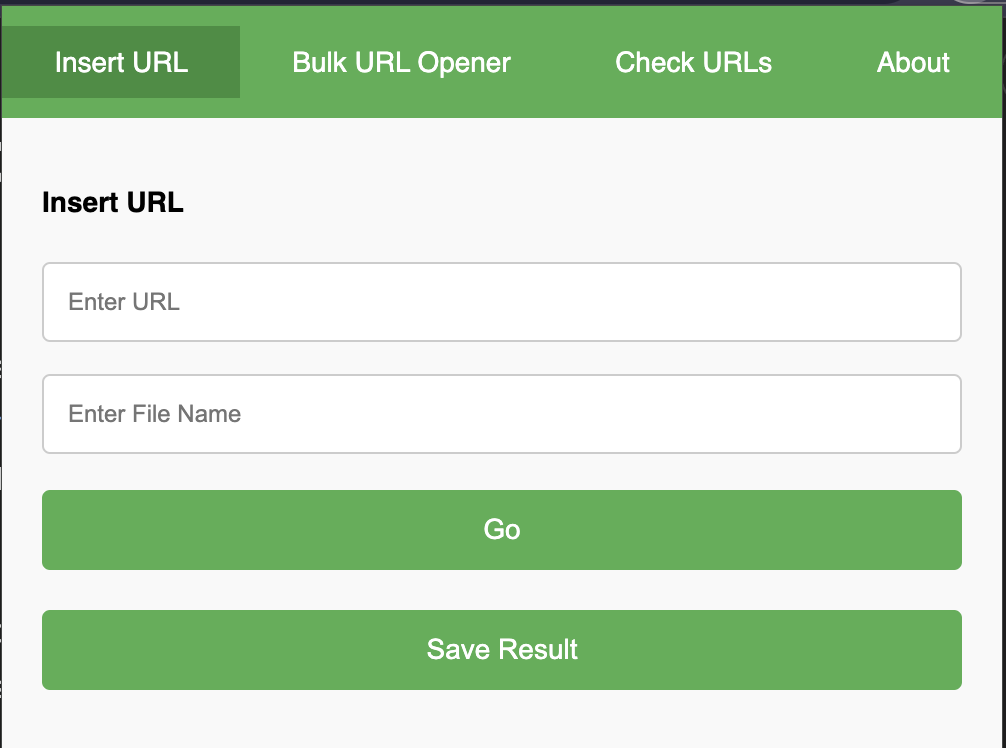 Insert URL Bulk URL Opener Check URLs About
Insert URL
Enter URL
Enter File Name
Go
Save Result